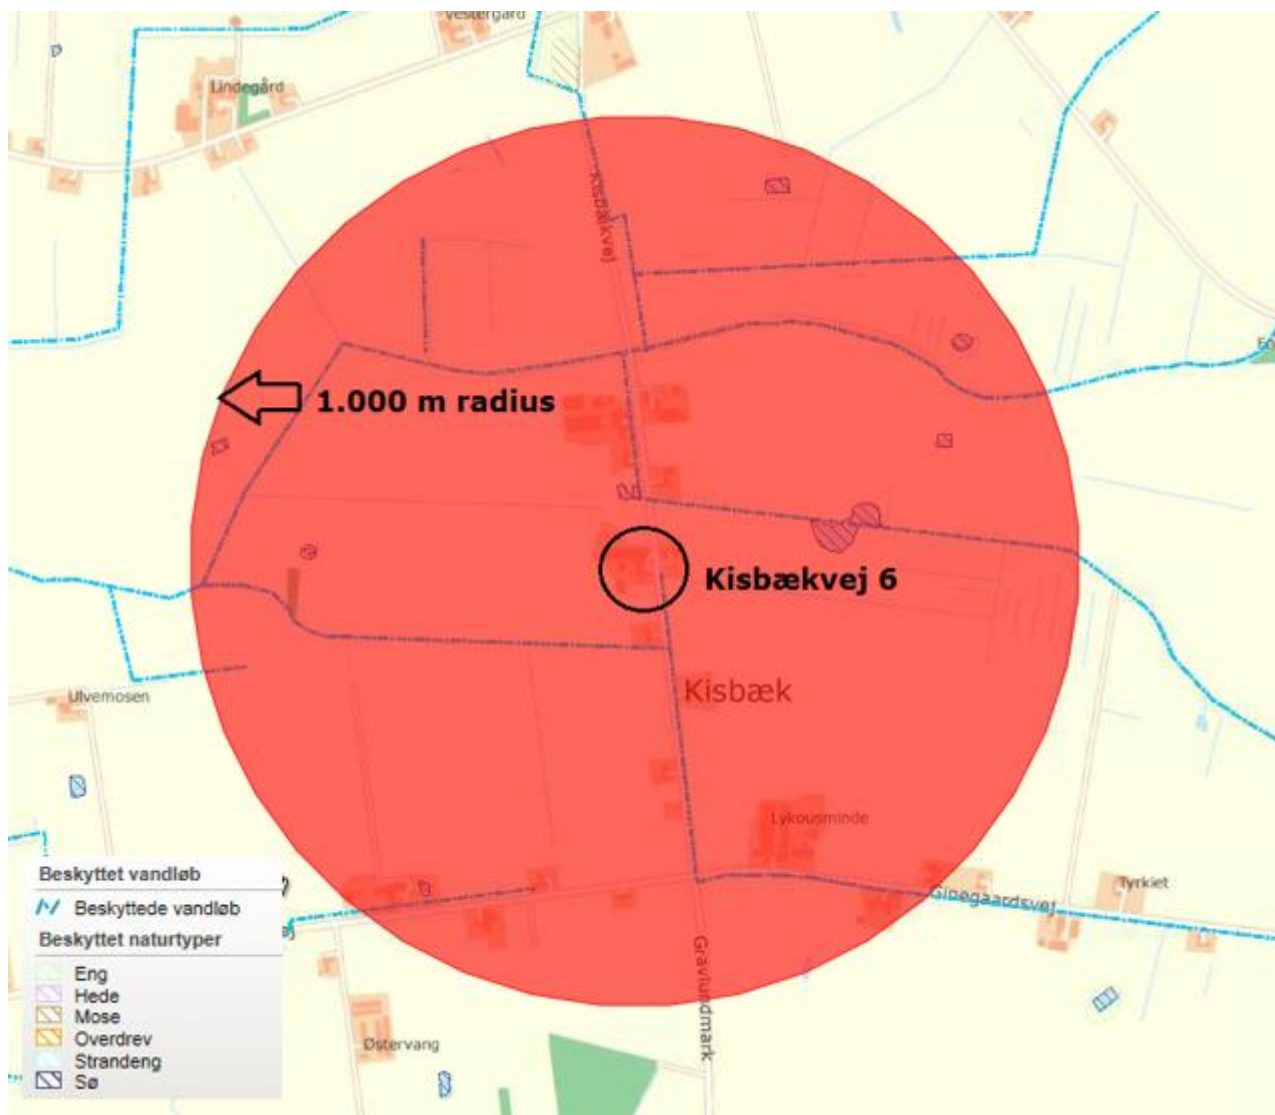 Vestergård
Lindegård
Kisbækvej
1.000 m radius
Kisbækvej 6
Kisbæk
Ulvemosen
Lykousminde
Tyrkiet
Ginegaardsvej
Gravlundmark
Østervang
Beskyttet vandløb
Beskyttede vandløb
Beskyttet naturtyper
Eng
Hede
Mose
Overdrev
Strandeng
Sø